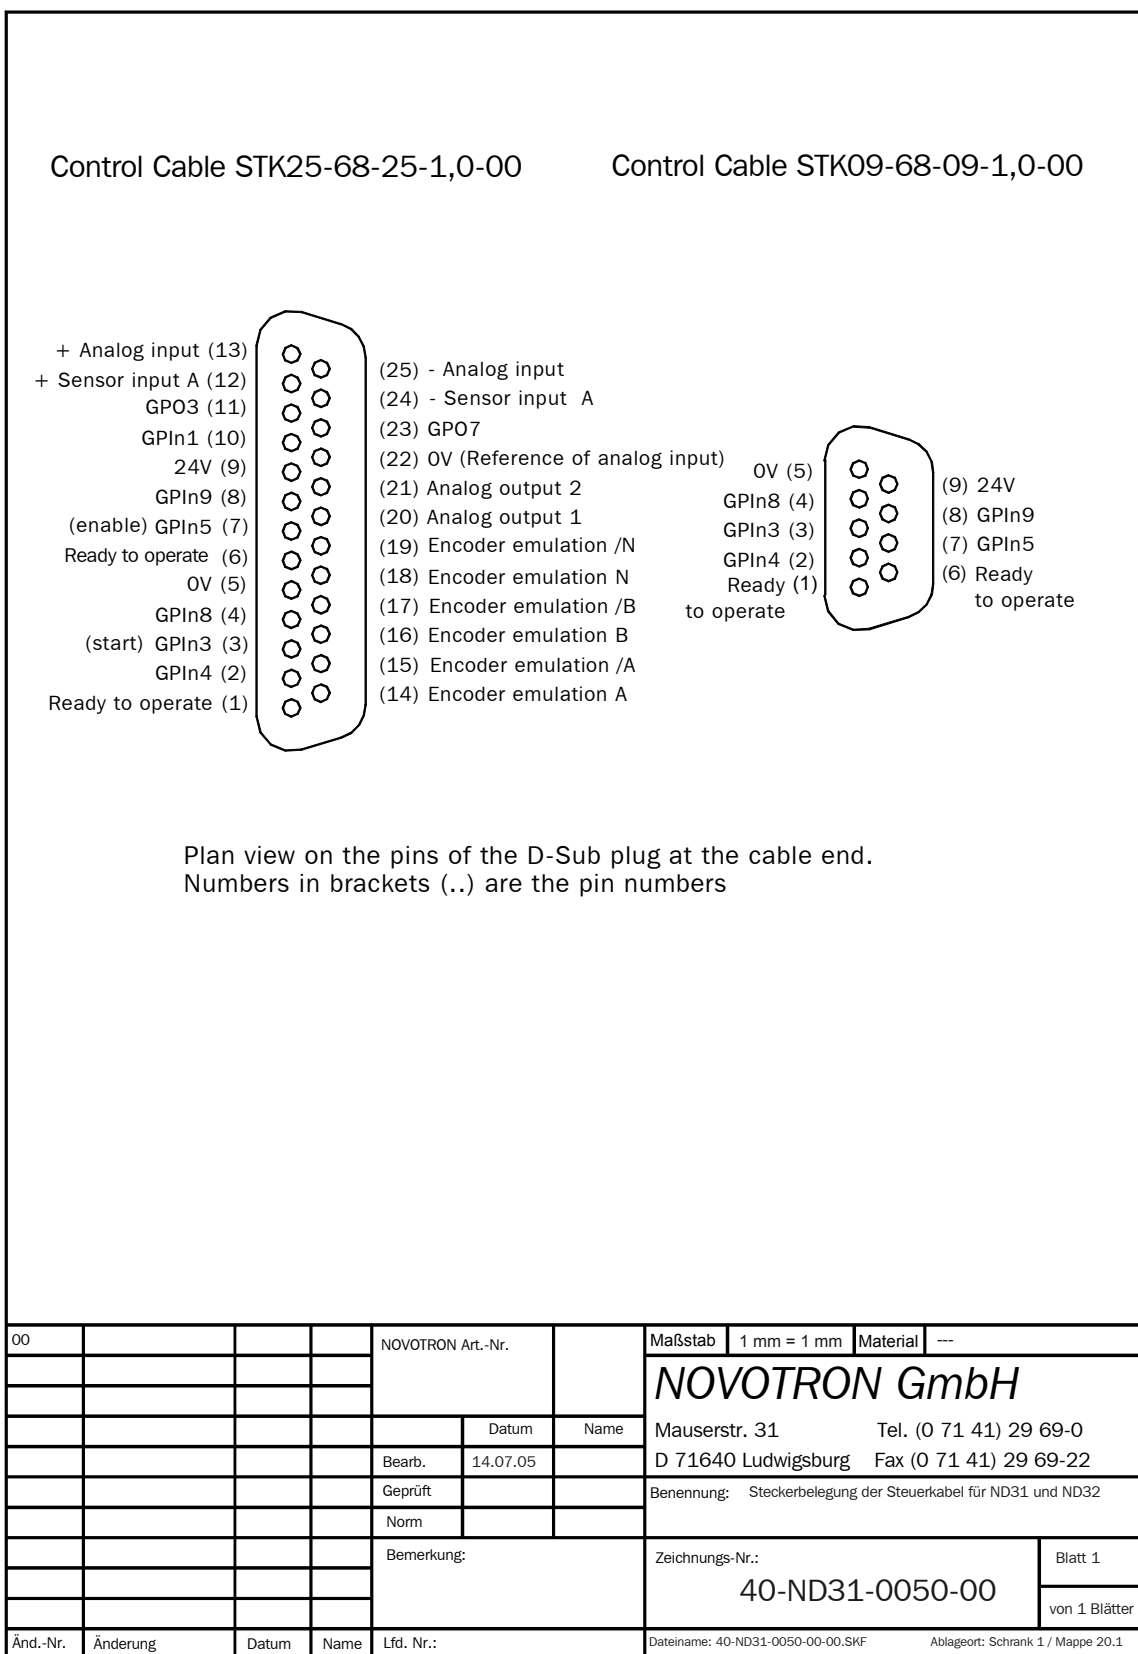 Control Cable STK25-68-25-1,0-00
Control Cable STK09-68-09-1,0-00
+ Analog input (13)
+ Sensor input A (12)
GPO3 (11)
GPIn1 (10)
24V (9)
GPIn9 (8)
(enable) GPIn5 (7)
Ready to operate (6)
0V (5)
GPIn8 (4)
(start) GPIn3 (3)
GPIn4 (2)
Ready to operate (1)
(25) - Analog input
(24) - Sensor input A
(23) GPO7
(22) 0V (Reference of analog input)
(21) Analog output 2
(20) Analog output 1
(19) Encoder emulation /N
(18) Encoder emulation N
(17) Encoder emulation /B
(16) Encoder emulation B
(15) Encoder emulation /A
(14) Encoder emulation A
0V (5)
GPIn8 (4)
GPIn3 (3)
GPIn4 (2)
Ready (1)
to operate
(9) 24V
(8) GPIn9
(7) GPIn5
(6) Ready
to operate
Plan view on the pins of the D-Sub plug at the cable end.
Numbers in brackets (..) are the pin numbers
00
NOVOTRON Art.-Nr.
Maßstab 1 mm = 1 mm Material ---
NOVOTRON GmbH
Datum Name
Mauserstr. 31 Tel. (0 71 41) 29 69-0
Bearb. 14.07.05
D 71640 Ludwigsburg Fax (0 71 41) 29 69-22
Geprüft
Benennung: Steckerbelegung der Steuerkabel für ND31 und ND32
Norm
Bemerkung:
Zeichnungs-Nr.:
Blatt 1
40-ND31-0050-00
von 1 Blätter
Änd.-Nr. Änderung Datum Name Lfd. Nr.:
Dateiname: 40-ND31-0050-00-00.SKF Ablageort: Schrank 1 / Mappe 20.1